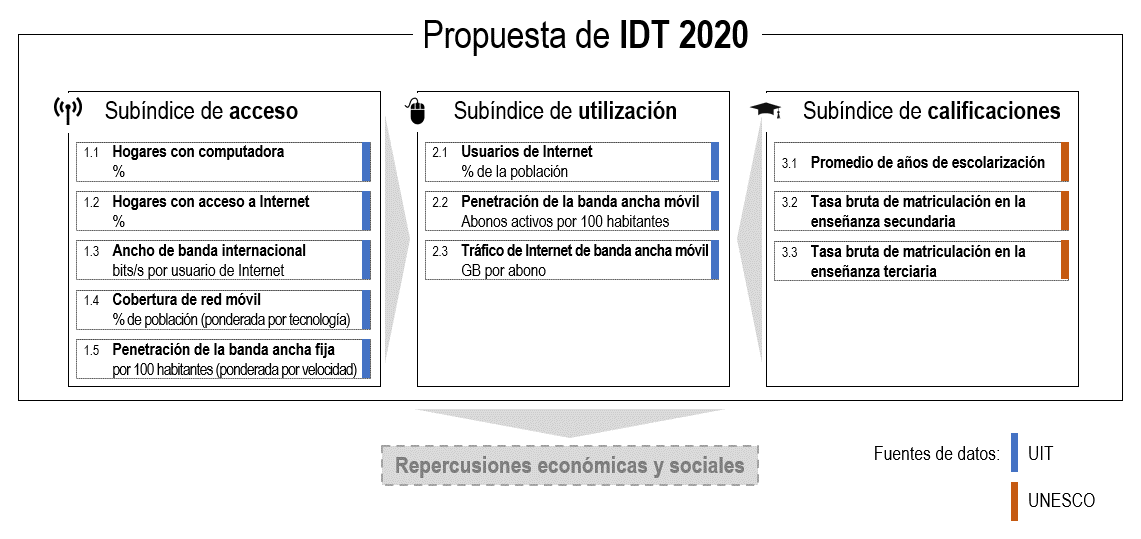 Propuesta de IDT 2020
Subíndice de acceso
1.1 Hogares con computadora
%
1.2 Hogares con acceso a Internet
%
1.3 Ancho de banda internacional
bits/s por usuario de Internet
1.4 Cobertura de red móvil
% de población (ponderada por tecnología)
1.5 Penetración de la banda ancha fija
por 100 habitantes (ponderada por velocidad)
Subíndice de utilización
2.1 Usuarios de Internet
% de la población
2.2 Penetración de la banda ancha móvil
Abonos activos por 100 habitantes
2.3 Tráfico de Internet de banda ancha móvil
GB por abono
Subíndice de calificaciones
3.1 Promedio de años de escolarización
3.2 Tasa bruta de matriculación en la
enseñanza secundaria
3.3 Tasa bruta de matriculación en la
enseñanza terciaria
Repercusiones económicas y sociales
Fuentes de datos:
UIT
UNESCO